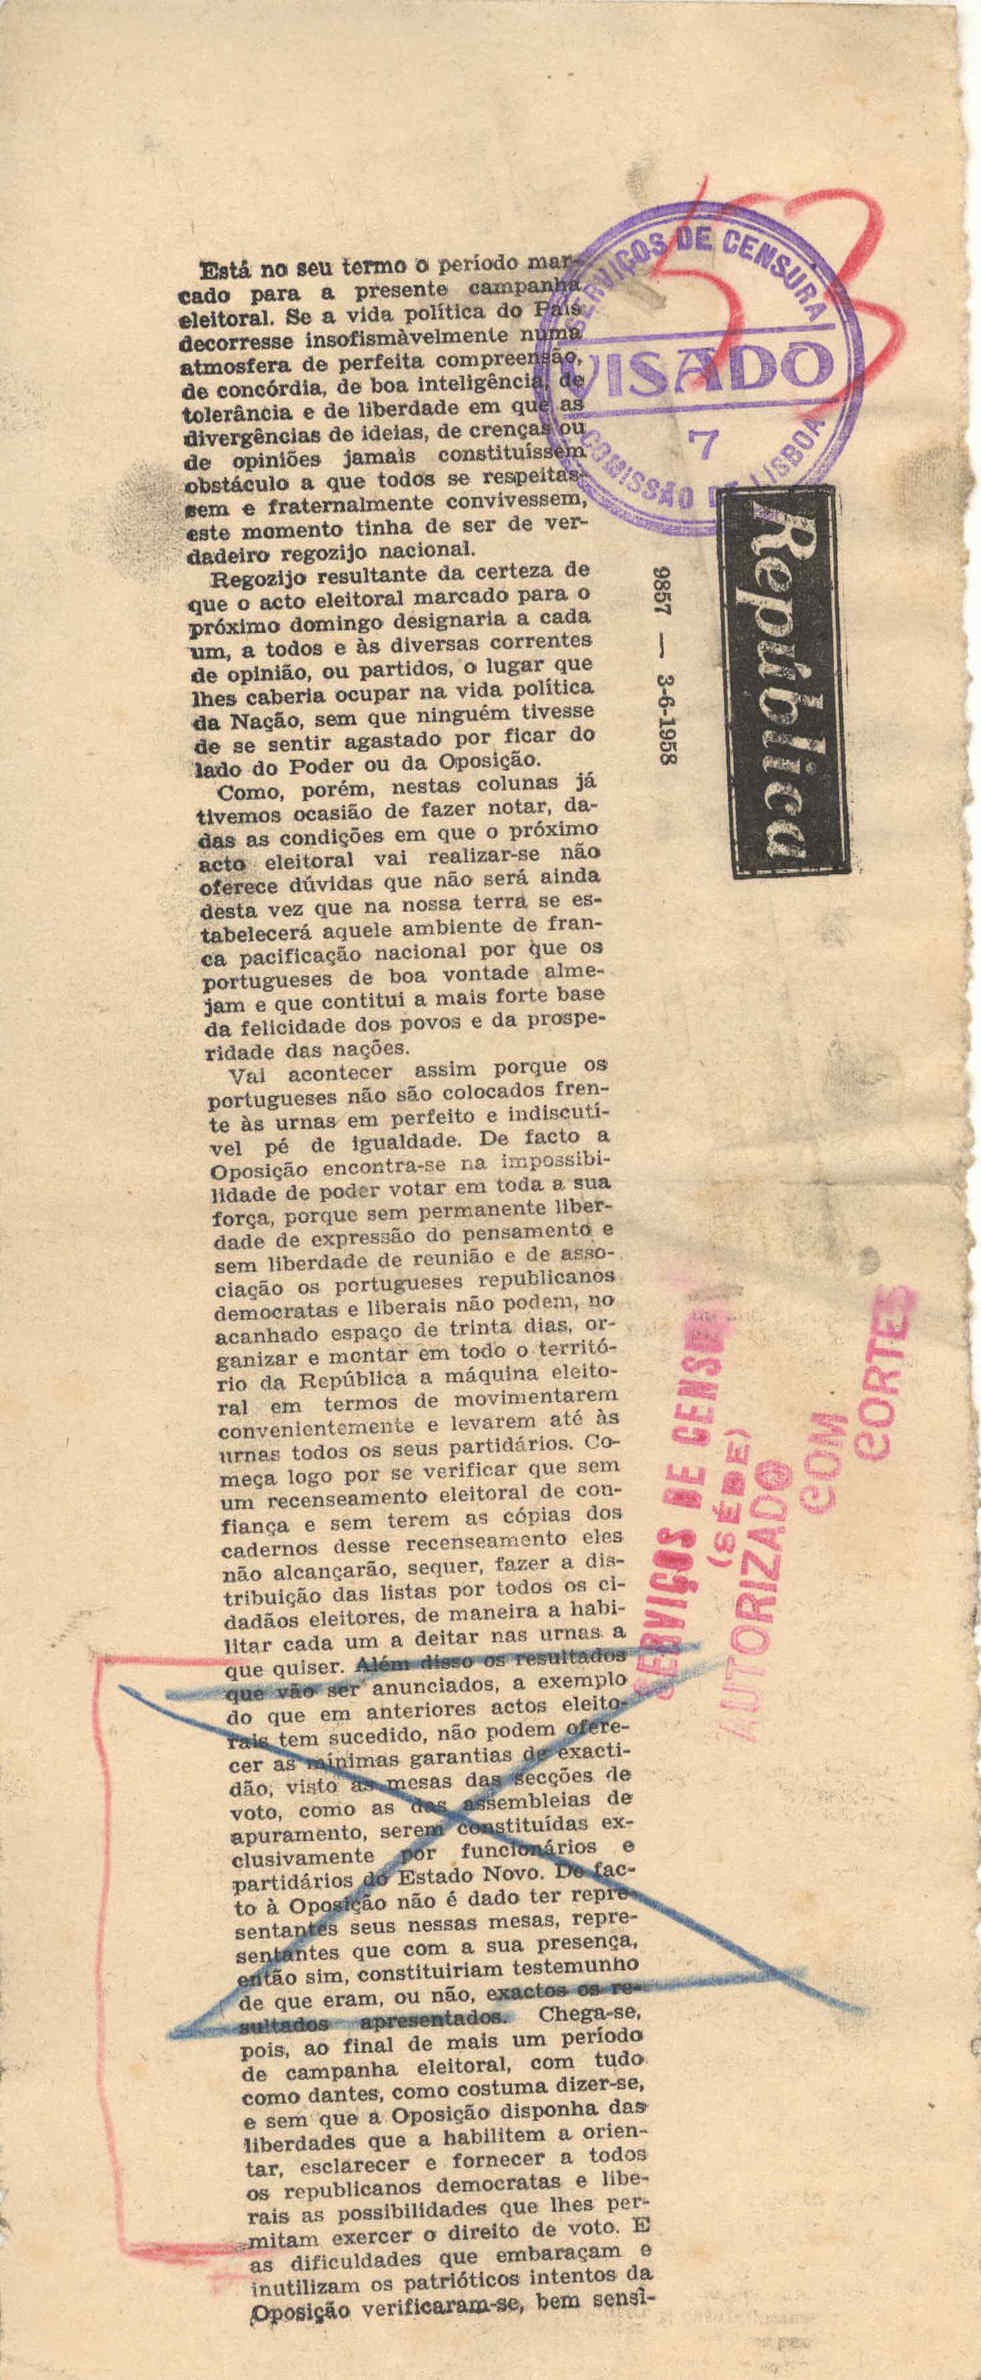 Está no seu termo o período mar-
cado para a presente campanha
eleitoral. Se a vida política do País
decorresse insofismàvelmente numa
atmosfera de perfeita compreensão,
de concórdia, de boa inteligência, de
tolerância e de liberdade em que as
divergências de ideias, de crenças ou
de opiniões jamais constituíssem
obstáculo a que todos se respeitas-
sem e fraternalmente convivessem,
este momento tinha de ser de ver-
dadeiro regozijo nacional.
Regozijo resultante da certeza de
que o acto eleitoral marcado para o
próximo domingo designaria a cada
um, a todos e às diversas correntes
de opinião, ou partidos, o lugar que
lhes caberia ocupar na vida política
da Nação, sem que ninguém tivesse
de se sentir agastado por ficar do
lado do Poder ou da Oposição.
Como, porém, nestas colunas já
tivemos ocasião de fazer notar, da-
das as condições em que o próximo
acto eleitoral vai realizar-se não
oferece dúvidas que não será ainda
desta vez que na nossa terra se es-
tabelecerá aquele ambiente de fran-
ca pacificação nacional por que os
portugueses de boa vontade alme-
jam e que contitui a mais forte base
da felicidade dos povos e da prospe-
ridade das nações.
Vai acontecer assim porque os
portugueses não são colocados fren-
te às urnas em perfeito e indiscutí-
vel pé de igualdade. De facto a
Oposição encontra-se na impossibi-
lidade de poder votar em toda a sua
força, porque sem permanente liber-
dade de expressão do pensamento e
sem liberdade de reunião e de asso-
ciação os portugueses republicanos
democratas e liberais não podem, no
acanhado espaço de trinta dias, or-
ganizar e montar em todo o territó-
rio da República a máquina eleito-
ral em termos de movimentarem
convenientemente e levarem até às
urnas todos os seus partidários. Co-
meça logo por se verificar que sem
um recenseamento eleitoral de con-
fiança e sem terem as cópias dos
cadernos desse recenseamento eles
não alcançarão, sequer, fazer a dis-
tribuição das listas por todos os ci-
dadãos eleitores, de maneira a habi-
litar cada um a deitar nas urnas a
que quiser. Além disso os resultados
que vão ser anunciados, a exemplo
do que em anteriores actos eleito-
rais tem sucedido, não podem ofere-
cer as mínimas garantias de exacti-
dão, visto as mesas das secções de
voto, como as das assembleias de
apuramento, serem constituídas ex-
clusivamente por funcionários e
partidários do Estado Novo. De fac-
to à Oposição não é dado ter repre-
sentantes seus nessas mesas, repre-
sentantes que com a sua presença,
então sim, constituiriam testemunho
de que eram, ou não, exactos os re-
sultados apresentados. Chega-se,
pois, ao final de mais um período
de campanha eleitoral, com tudo
como dantes, como costuma dizer-se,
e sem que a Oposição disponha das
liberdades que a habilitem a orien-
tar, esclarecer e fornecer a todos
os republicanos democratas e libe-
rais as possibilidades que lhes per-
mitam exercer o direito de voto. E
as dificuldades que embaraçam e
inutilizam os patrióticos intentos da
Oposição verificaram-se, bem sensì-
SERVIÇOS DE CENSURA
VISADO
7
COMISSÃO DE LISBOA
República
9857 — 3-6-1958
SERVIÇOS DE CENSURA
(SÉDE)
AUTORIZADO
COM
CORTES